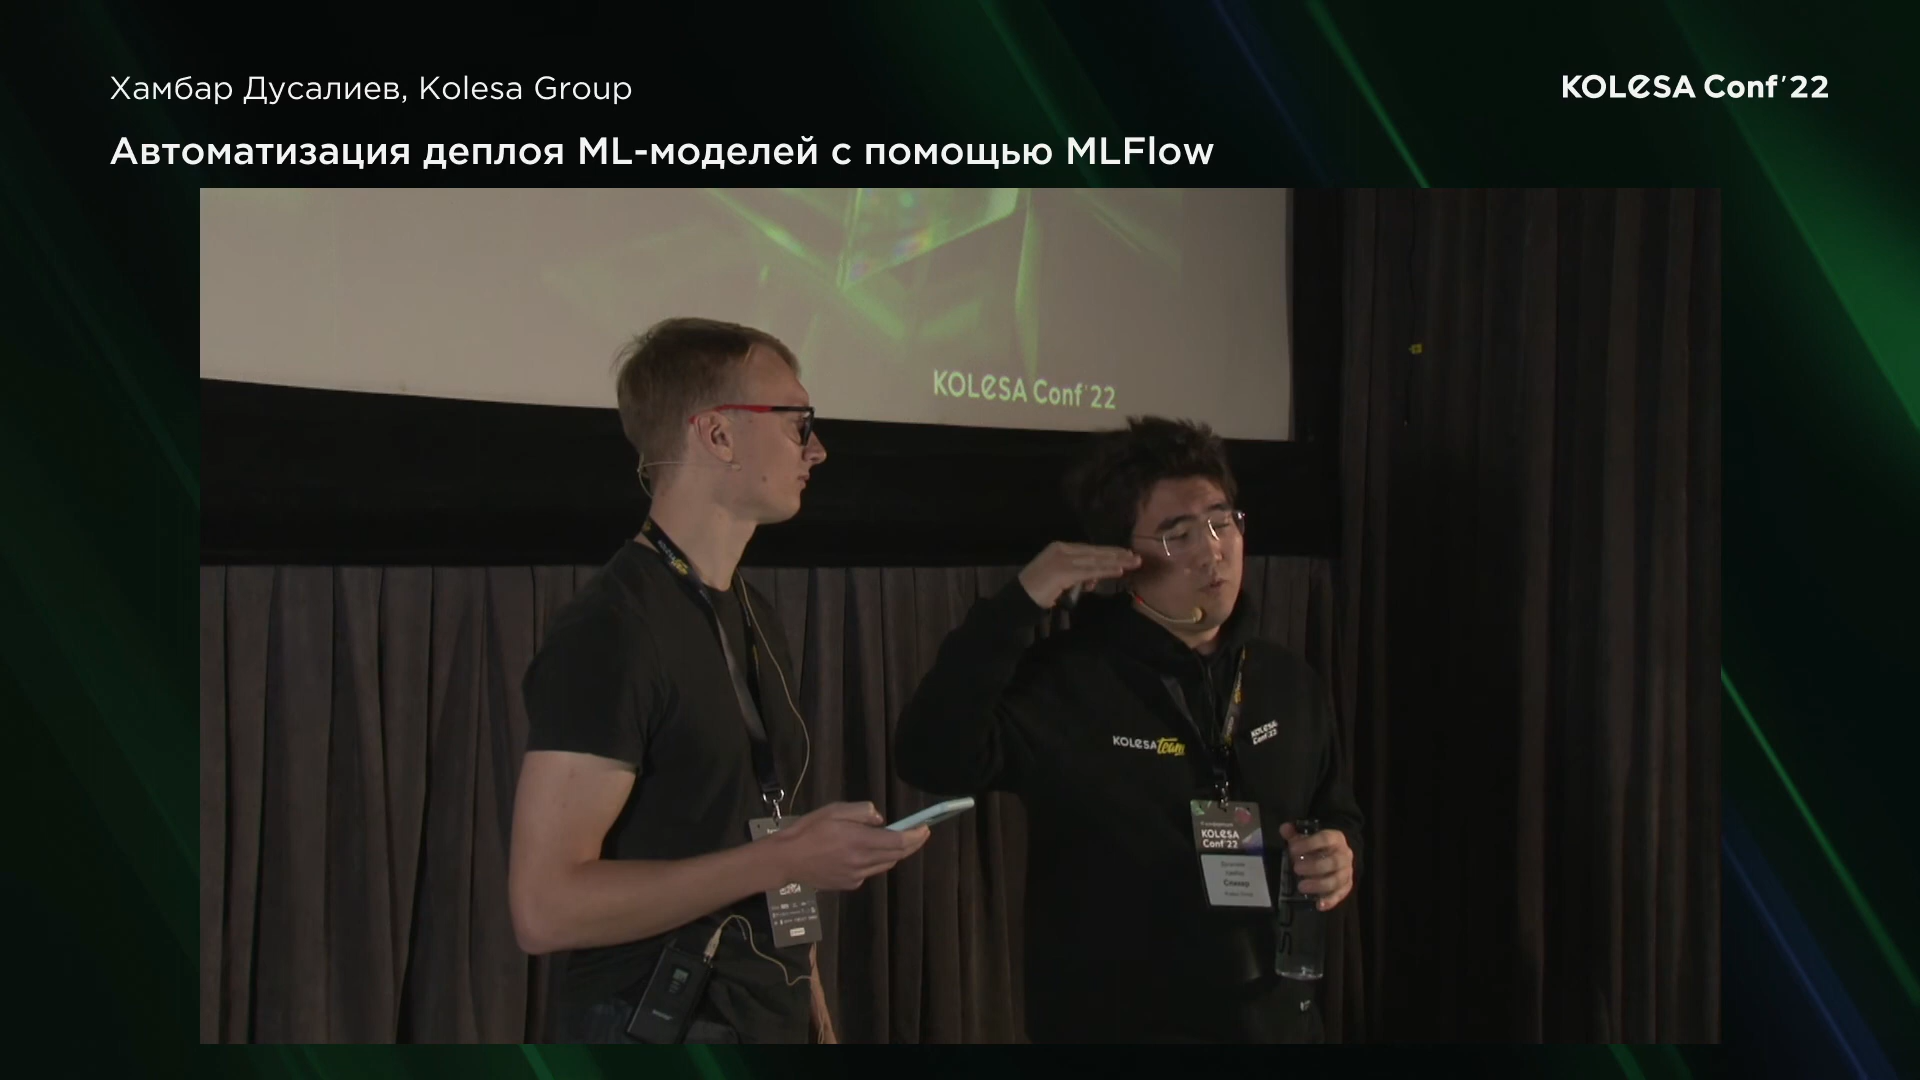 Хамбар Дусалиев, Kolesa Group
KOLESA Conf'22
Автоматизация деплоя ML-моделей с помощью MLFlow
KOLESA Conf'22
KOLESA team
KOLESA
Conf'22
KOLESA
Conf'22
Спикер